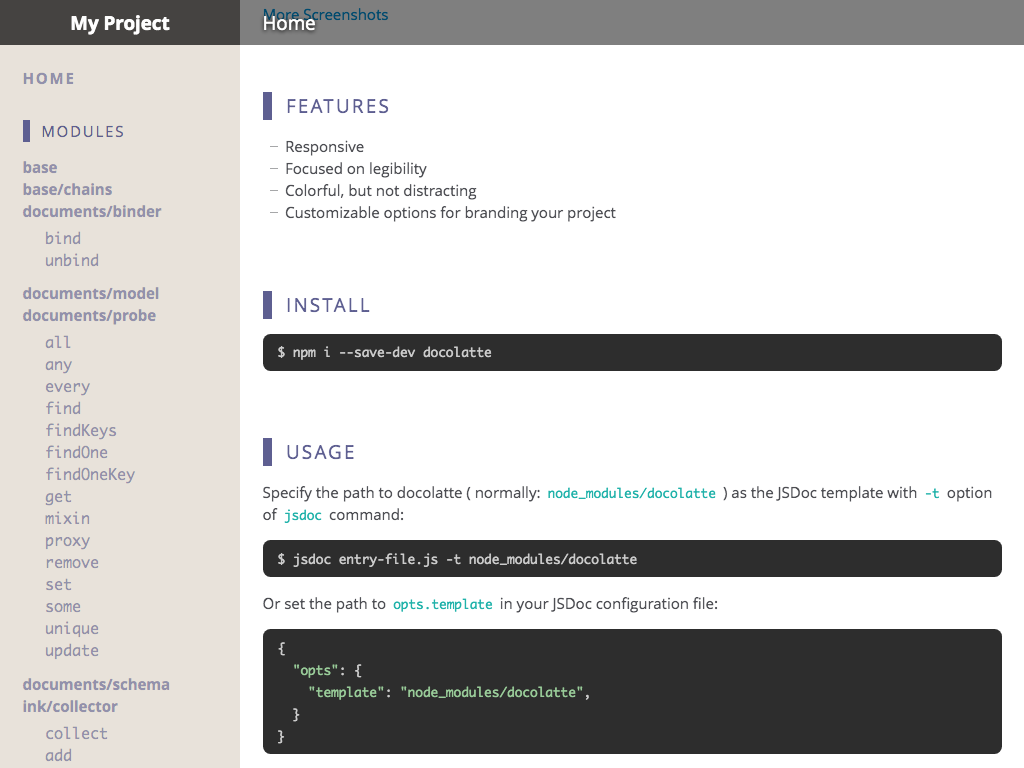 My Project
HOME
MODULES
base
base/chains
documents/binder
bind
unbind
documents/model
documents/probe
all
any
every
find
findKeys
findOne
findOneKey
get
mixin
proxy
remove
set
some
unique
update
documents/schema
ink/collector
collect
add
More Screenshots
Home
FEATURES
– Responsive
– Focused on legibility
– Colorful, but not distracting
– Customizable options for branding your project
INSTALL
$ npm i --save-dev docolatte
USAGE
Specify the path to docolatte ( normally: node_modules/docolatte ) as the JSDoc template with -t option
of jsdoc command:
$ jsdoc entry-file.js -t node_modules/docolatte
Or set the path to opts.template in your JSDoc configuration file:
{
"opts": {
"template": "node_modules/docolatte",
}
}